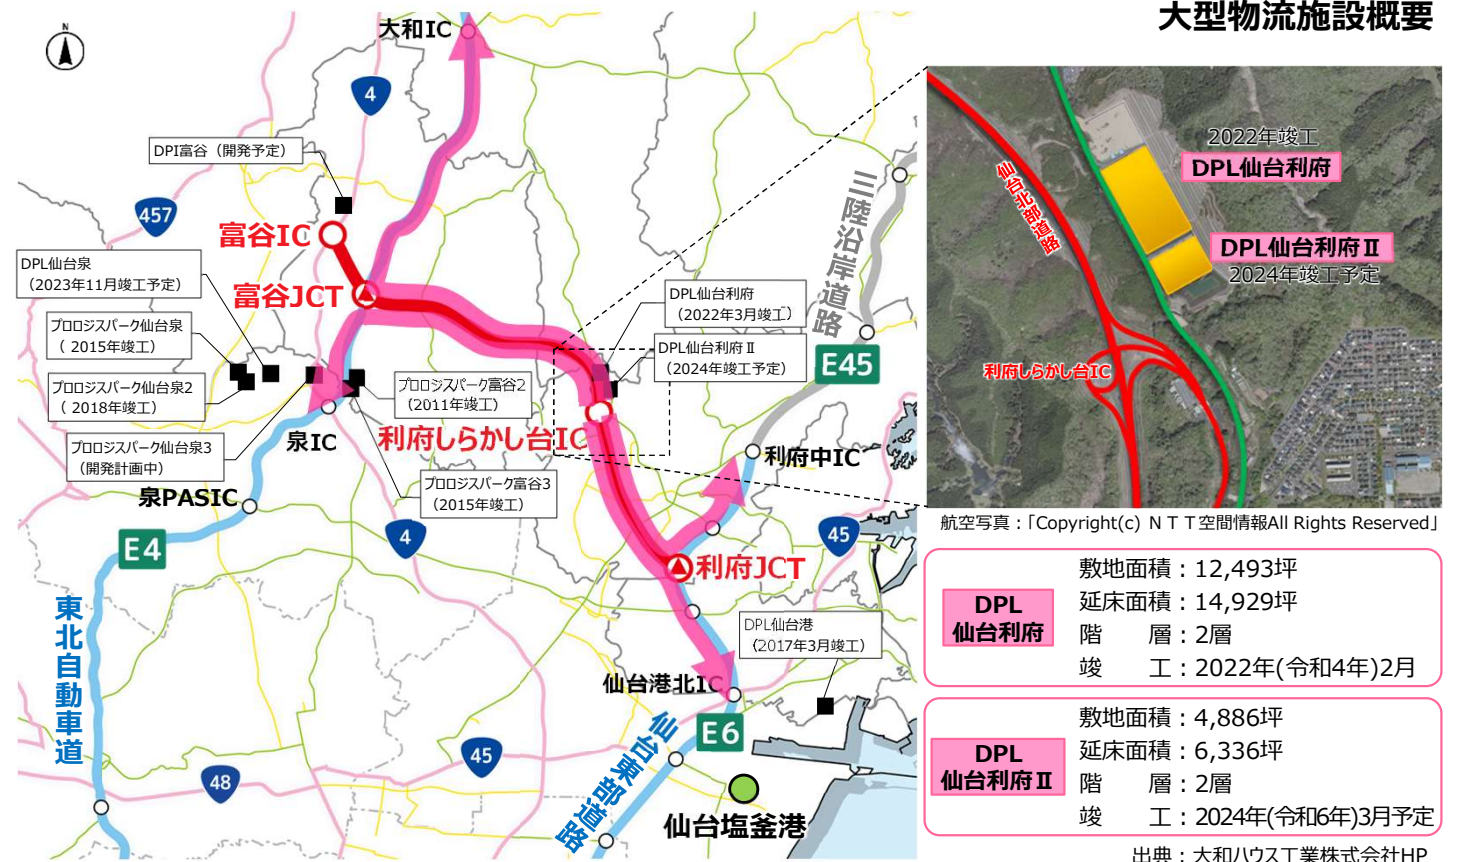 大型物流施設概要
N
大和IC
4
DPI富谷（開発予定）
457
富谷IC
DPL仙台泉
（2023年11月竣工予定）
富谷JCT
プロロジスパーク仙台泉
（ 2015年竣工）
プロロジスパーク仙台泉2
（ 2018年竣工）
プロロジスパーク仙台泉3
（開発計画中）
泉IC
プロロジスパーク富谷2
（2011年竣工）
利府しらかし台IC
プロロジスパーク富谷3
（2015年竣工）
DPL仙台利府
（2022年3月竣工）
DPL仙台利府Ⅱ
（2024年竣工予定）
三陸沿岸道路
E45
利府中IC
泉PASIC
E4
4
45
利府JCT
東北自動車道
DPL仙台港
（2017年3月竣工）
仙台港北IC
E6
仙台東部道路
45
48
仙台塩釜港
仙台北部道路
2022年竣工
DPL仙台利府
DPL仙台利府Ⅱ
2024年竣工予定
利府しらかし台IC
航空写真：「Copyright(c) ＮＴＴ空間情報All Rights Reserved」
DPL
仙台利府
敷地面積：12,493坪
延床面積：14,929坪
階　　層：2層
竣　　工：2022年(令和4年)2月
DPL
仙台利府Ⅱ
敷地面積：4,886坪
延床面積：6,336坪
階　　層：2層
竣　　工：2024年(令和6年)3月予定
出典：大和ハウス工業株式会社HP